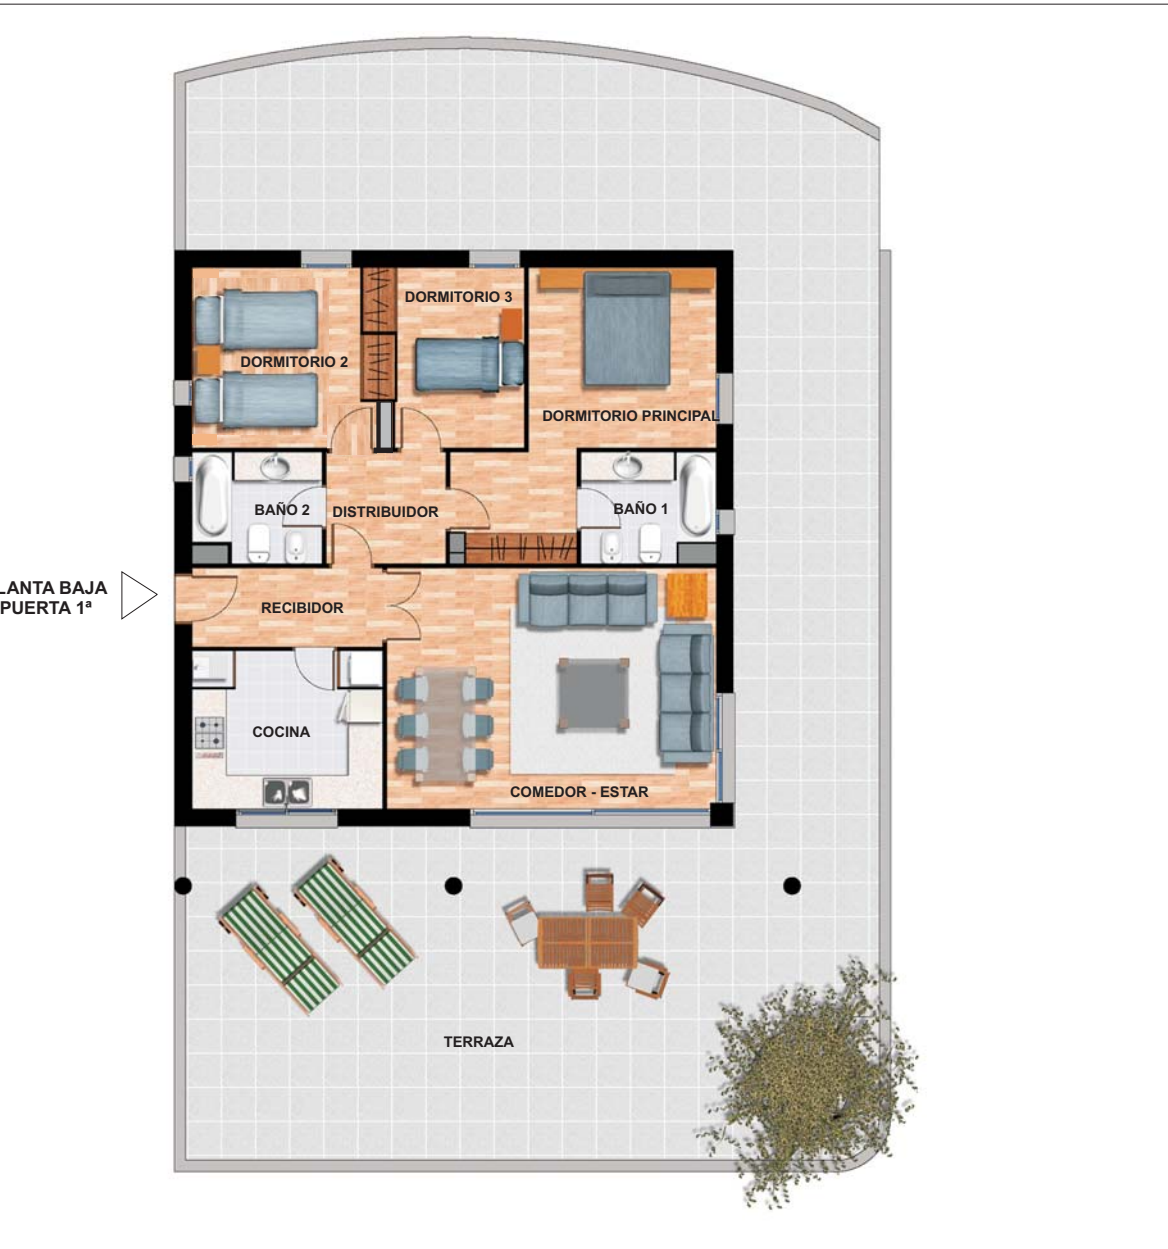 DORMITORIO 3
DORMITORIO 2
DORMITORIO PRINCIPAL
BAÑO 2
DISTRIBUIDOR
BAÑO 1
LANTA BAJA
PUERTA 1ª
RECIBIDOR
COCINA
COMEDOR - ESTAR
TERRAZA